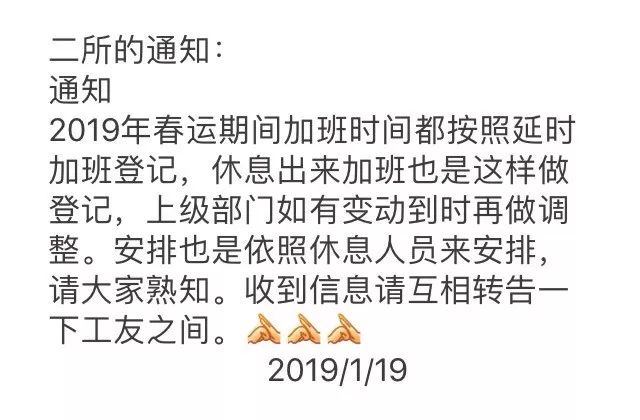 二所的通知：
通知
2019年春运期间加班时间都按照延时
加班登记，休息出来加班也是这样做
登记，上级部门如有变动到时再做调
整。安排也是依照休息人员来安排，
请大家熟知。收到信息请互相转告一
下工友之间。
2019/1/19